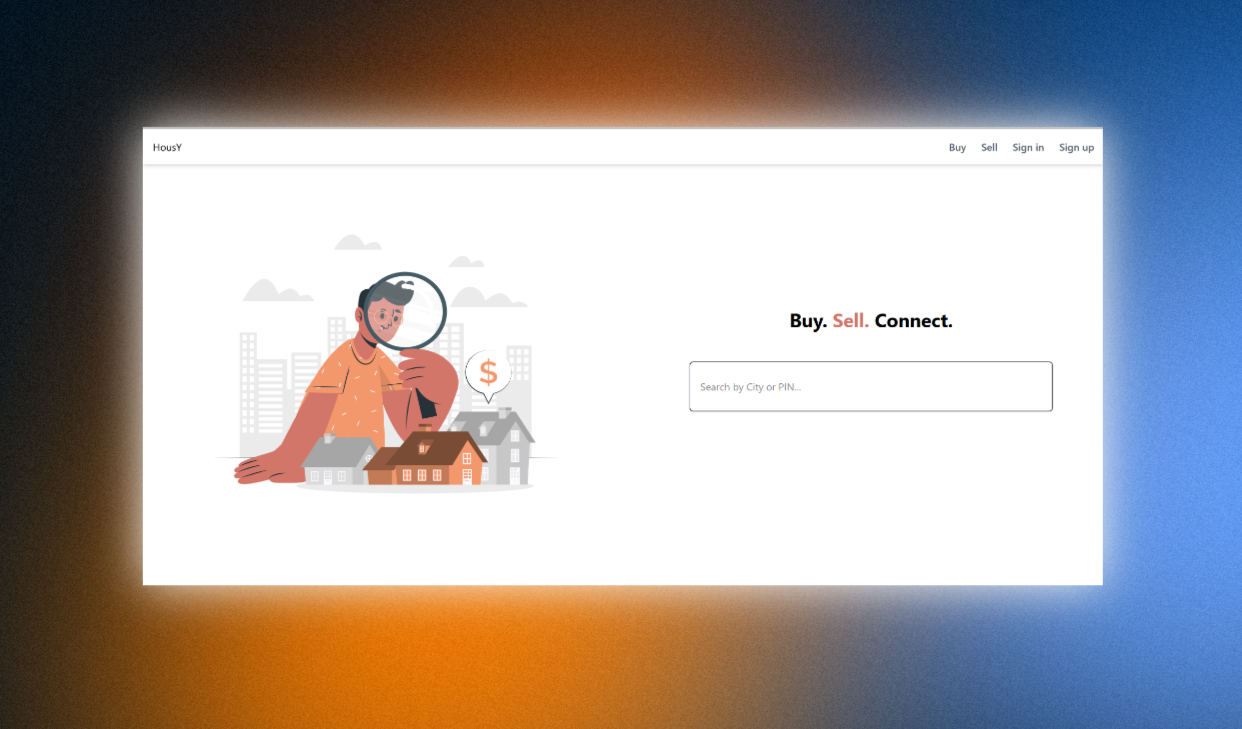 HousY
Buy Sell Sign in Sign up
$
Buy. Sell. Connect.
Search by City or PIN...